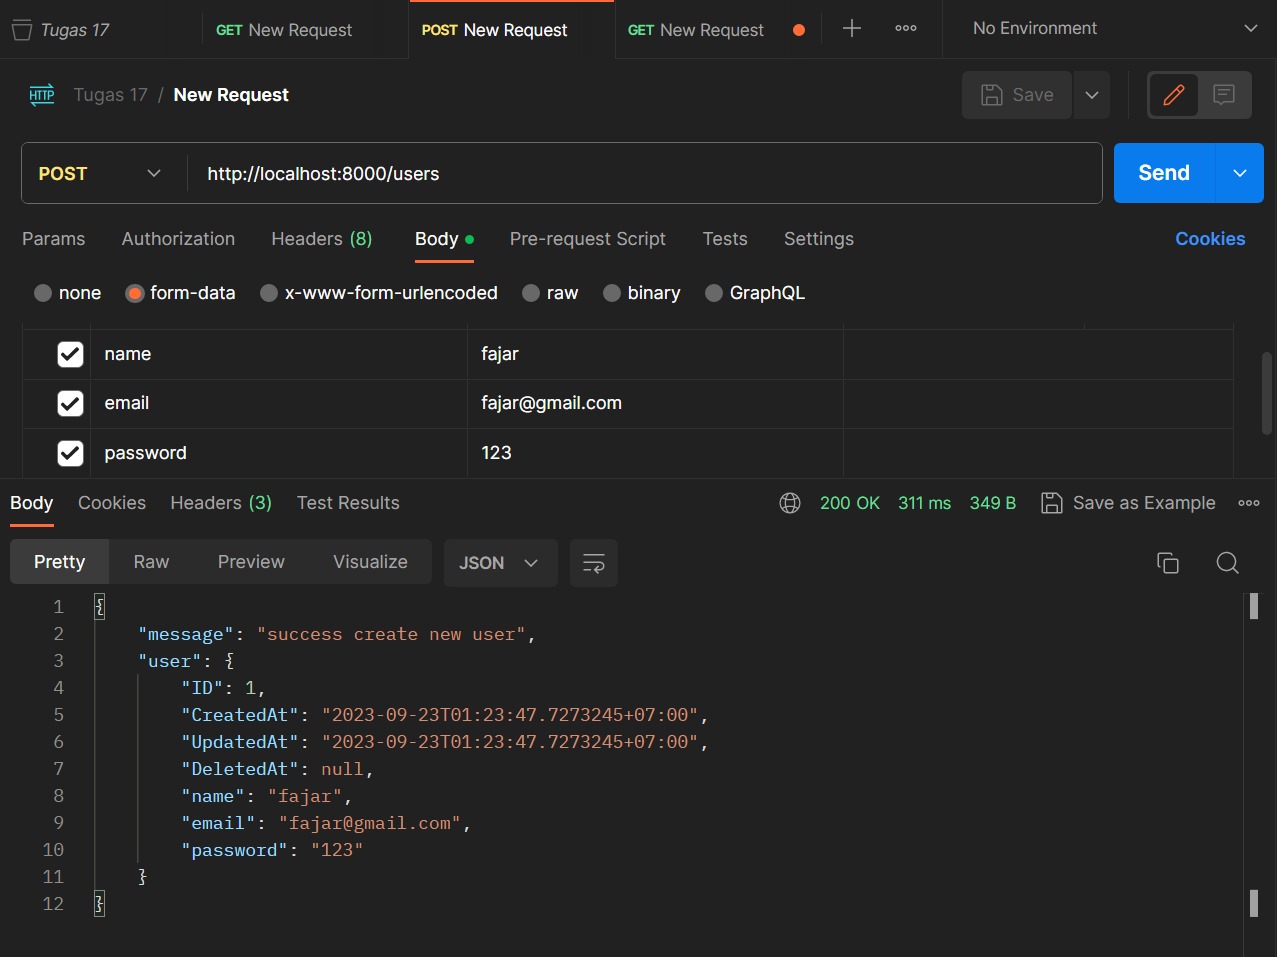 Tugas 17 GET New Request POST New Request GET New Request No Environment
HTTP Tugas 17 / New Request Save
POST http://localhost:8000/users Send
Params Authorization Headers (8) Body Pre-request Script Tests Settings Cookies
none form-data x-www-form-urlencoded raw binary GraphQL
name fajar
email fajar@gmail.com
password 123
Body Cookies Headers (3) Test Results 200 OK 311 ms 349 B Save as Example
Pretty Raw Preview Visualize JSON
1 {
2 "message": "success create new user",
3 "user": {
4 "ID": 1,
5 "CreatedAt": "2023-09-23T01:23:47.7273245+07:00",
6 "UpdatedAt": "2023-09-23T01:23:47.7273245+07:00",
7 "DeletedAt": null,
8 "name": "fajar",
9 "email": "fajar@gmail.com",
10 "password": "123"
11 }
12 }